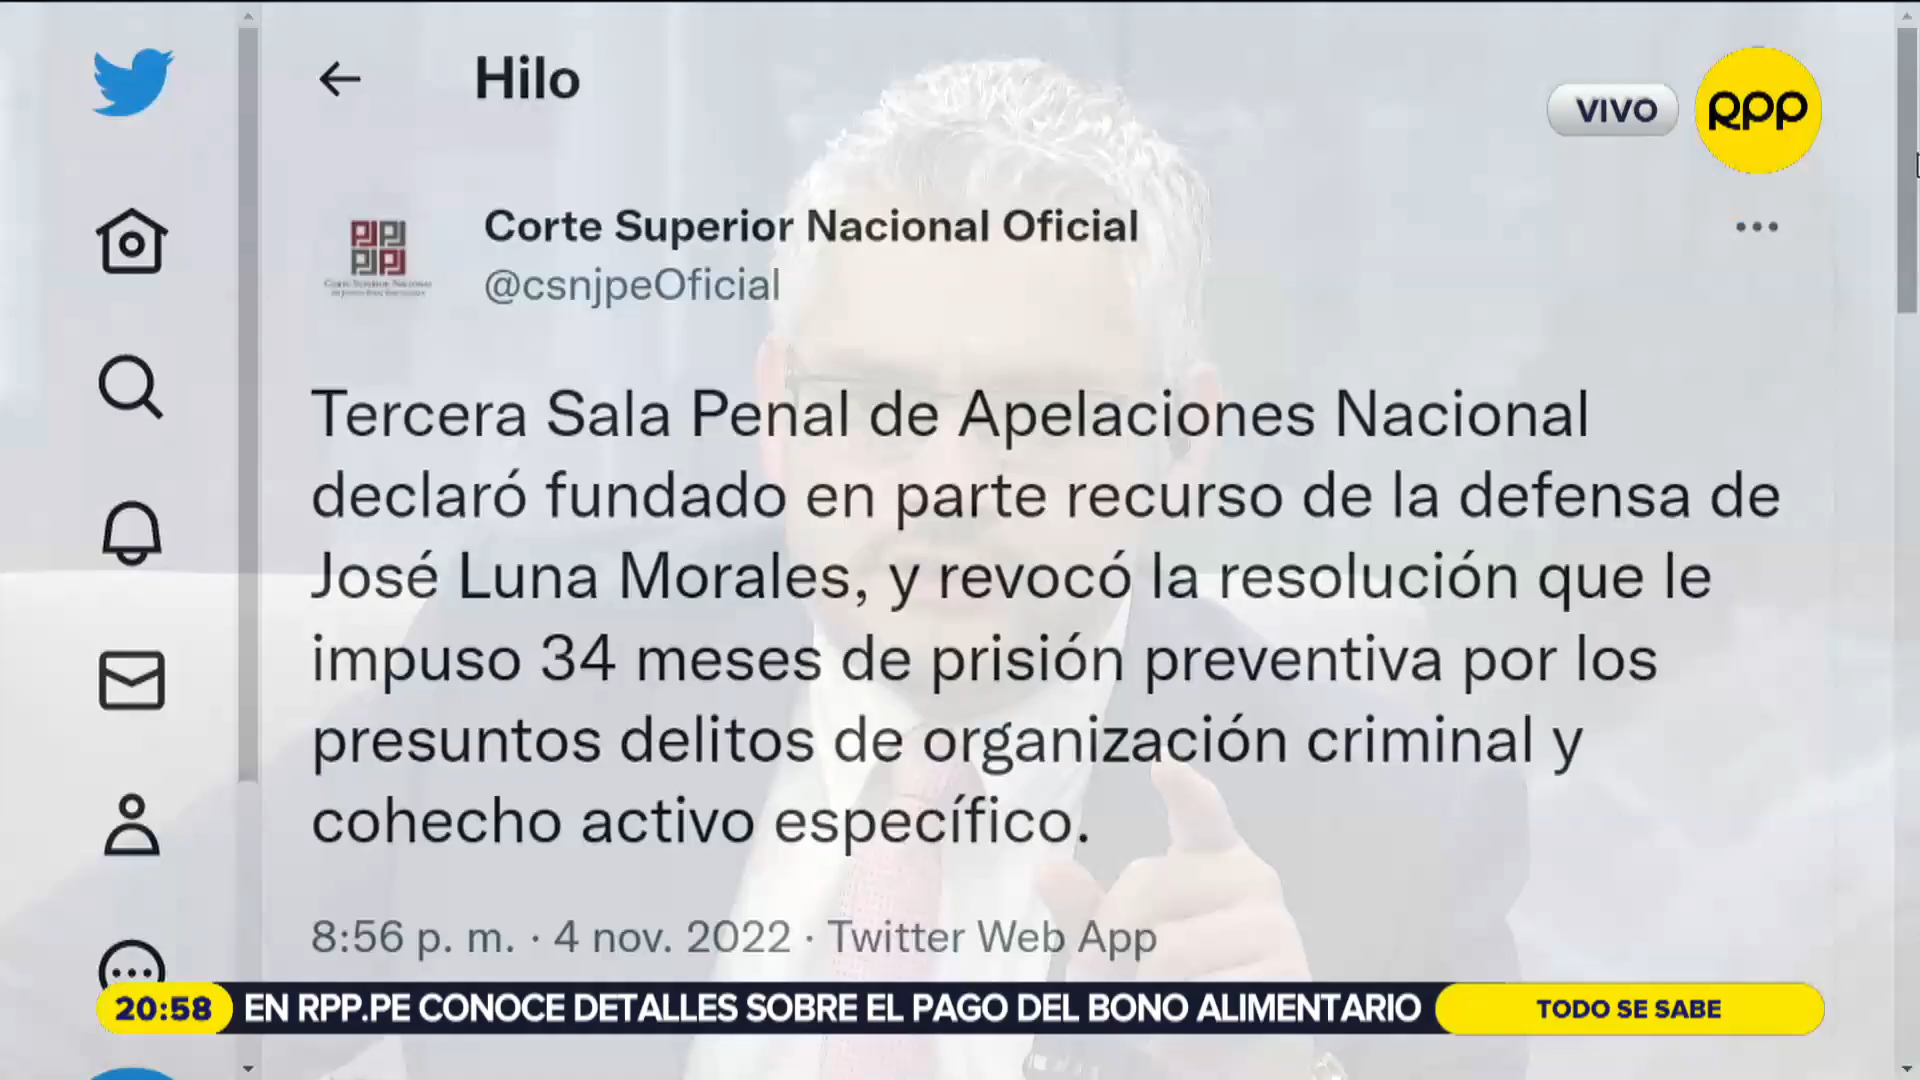 Hilo
VIVO
RPP
Corte Superior Nacional Oficial
@csnjpeOficial
Tercera Sala Penal de Apelaciones Nacional
declaró fundado en parte recurso de la defensa de
José Luna Morales, y revocó la resolución que le
impuso 34 meses de prisión preventiva por los
presuntos delitos de organización criminal y
cohecho activo específico.
8:56 p. m. · 4 nov. 2022 · Twitter Web App
20:58 EN RPP.PE CONOCE DETALLES SOBRE EL PAGO DEL BONO ALIMENTARIO
TODO SE SABE